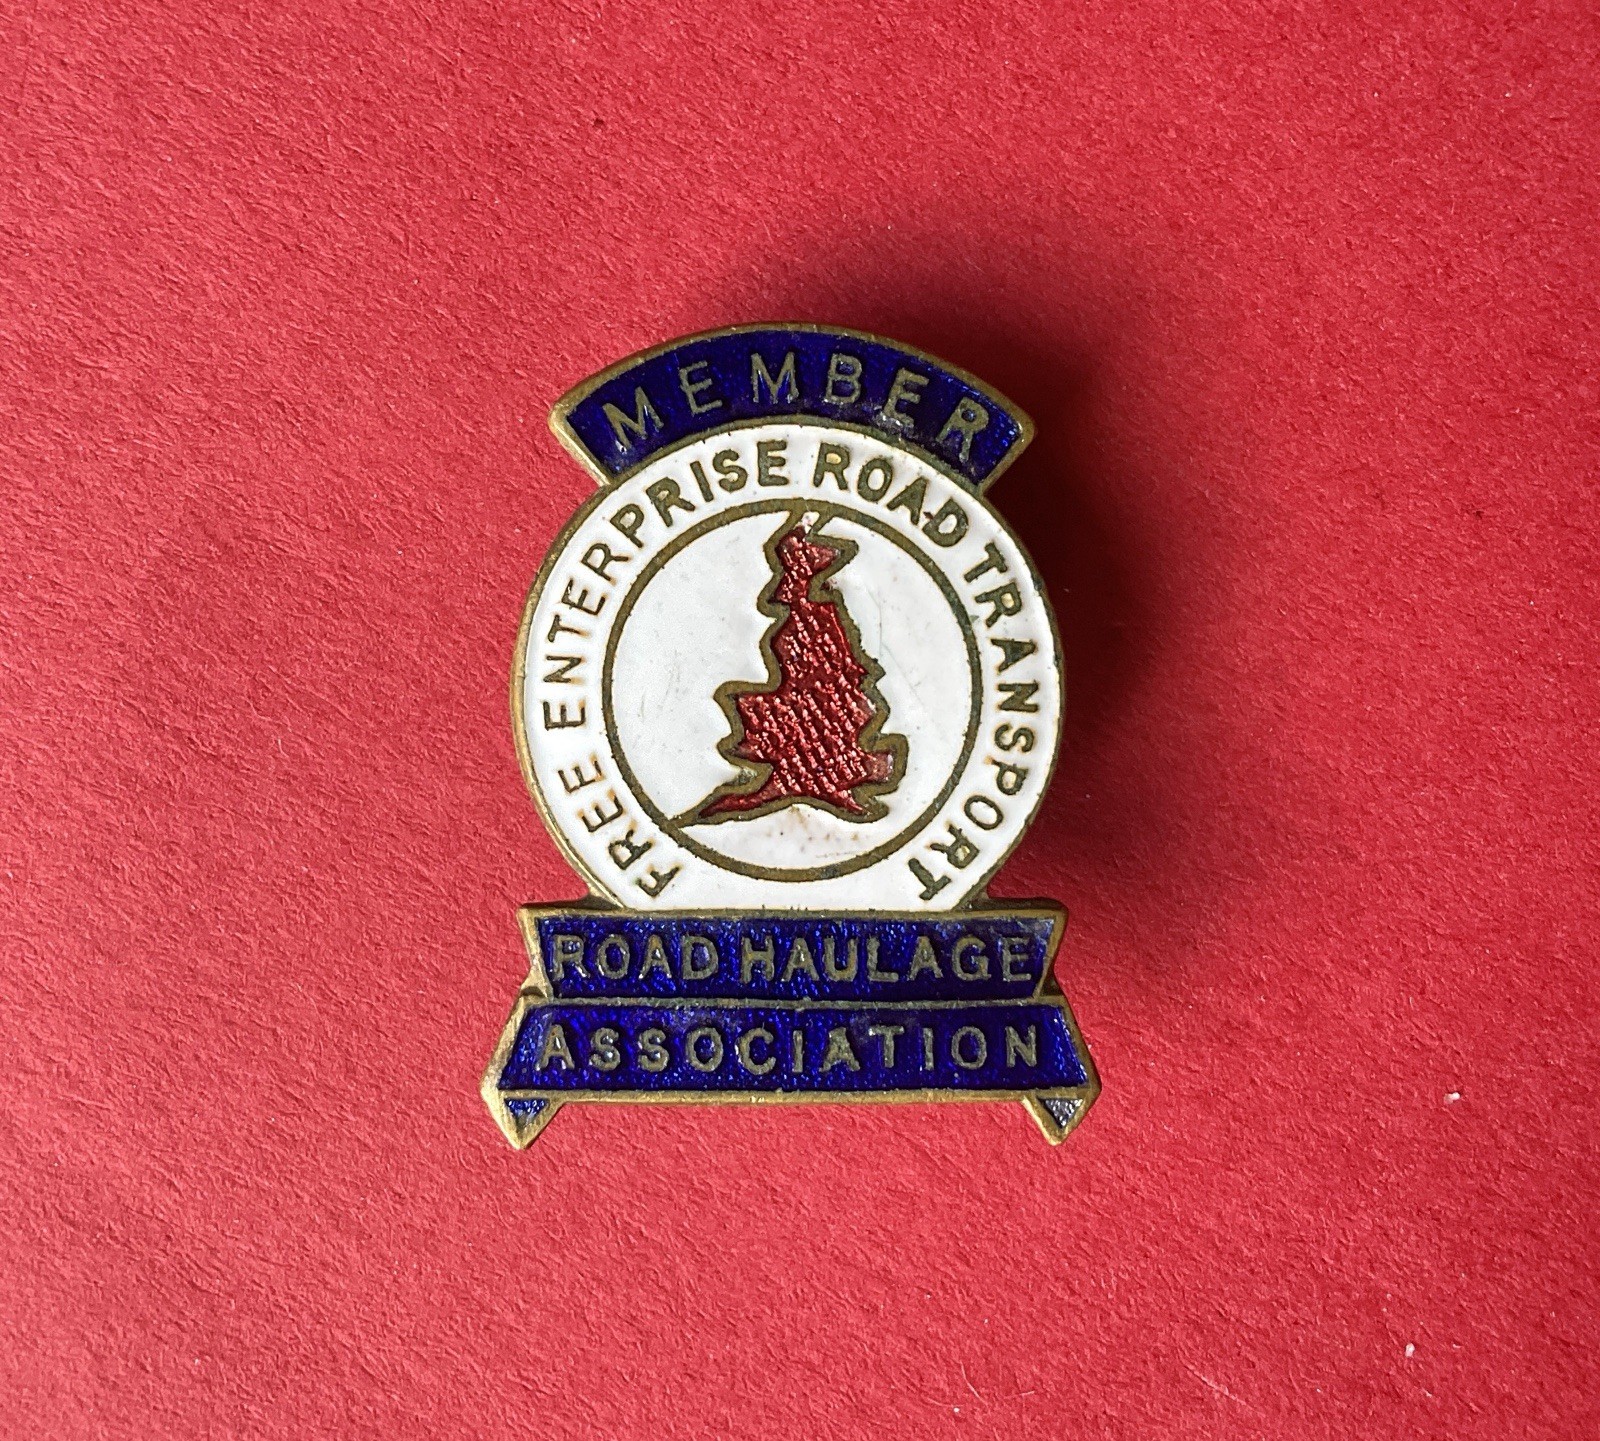 MEMBER
FREE ENTERPRISE ROAD TRANSPORT
ROAD HAULAGE
ASSOCIATION